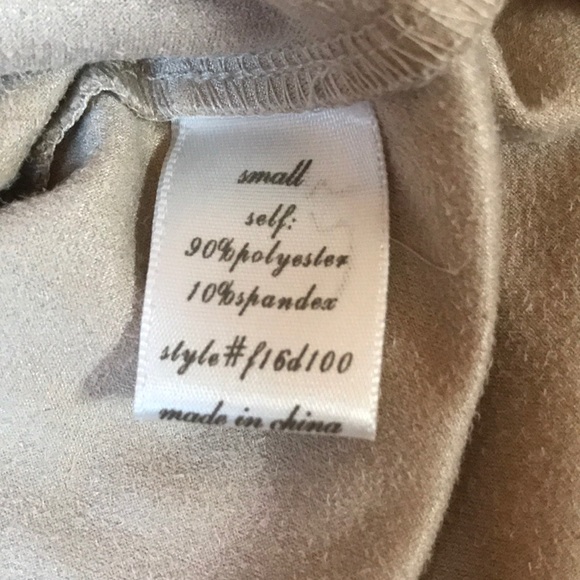 small
self:
90%polyester
10%spandex
style#f16d100
made in china